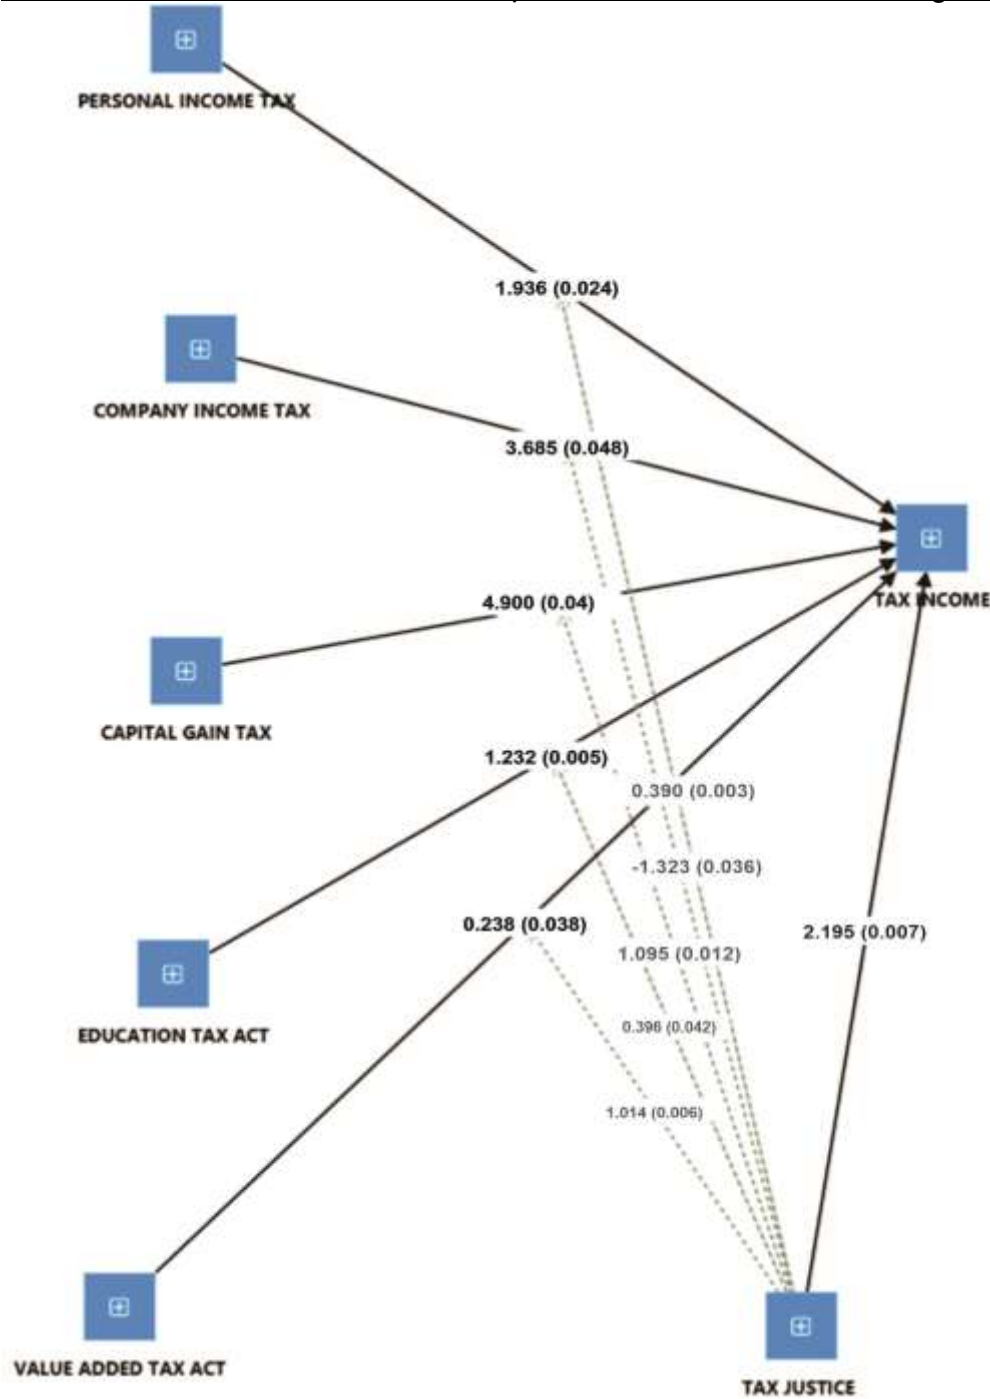 PERSONAL INCOME TAX
1.936 (0.024)
COMPANY INCOME TAX
3.685 (0.048)
TAX INCOME
4.900 (0.04)
CAPITAL GAIN TAX
1.232 (0.005)
0.390 (0.003)
-1.323 (0.036)
0.238 (0.038)
2.195 (0.007)
1.095 (0.012)
EDUCATION TAX ACT
0.396 (0.042)
1.014 (0.006)
VALUE ADDED TAX ACT
TAX JUSTICE